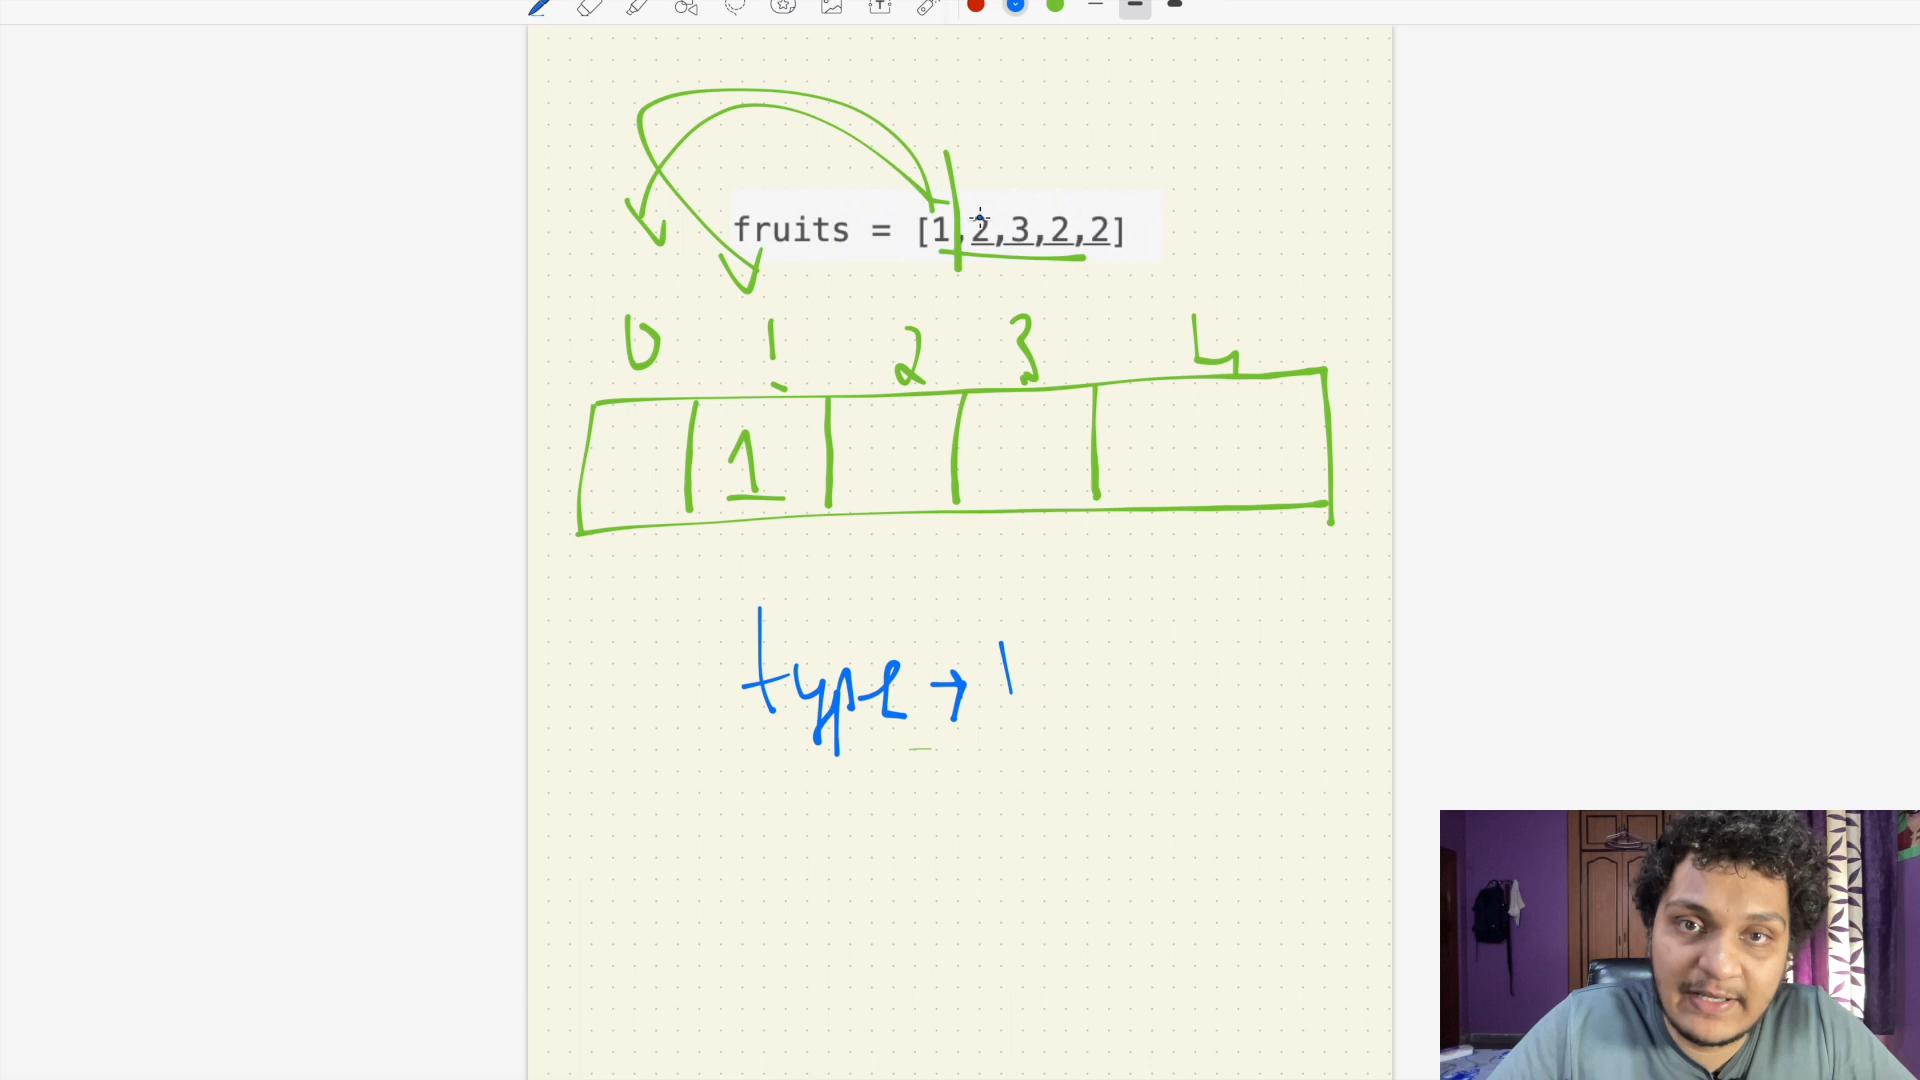 fruits = [1,2,3,2,2]
0 1 2 3 4
1
type → 1